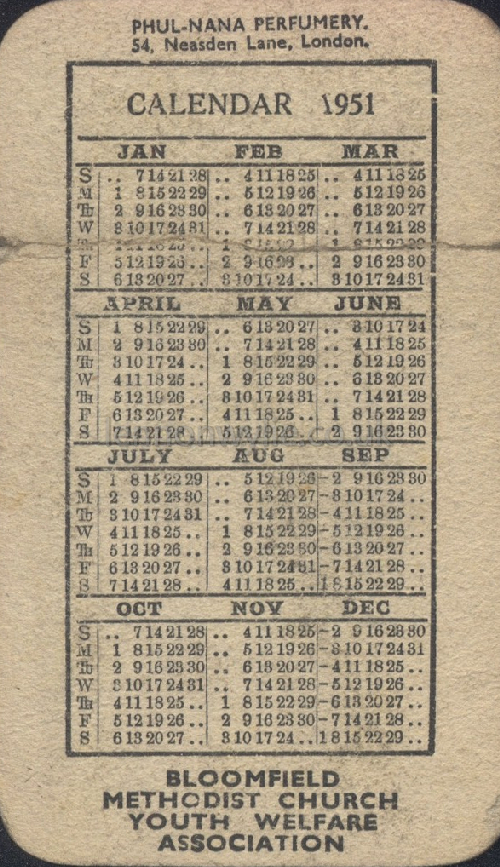 PHUL-NANA PERFUMERY.
54, Neasden Lane, London.
CALENDAR 1951
JAN FEB MAR
S .. 7 14 21 28 .. 4 11 18 25 .. 4 11 18 25
M 1 8 15 22 29 .. 5 12 19 26 .. 5 12 19 26
Tu 2 9 16 23 30 .. 6 13 20 27 .. 6 13 20 27
W 3 10 17 24 31 .. 7 14 21 28 .. 7 14 21 28
1 8 15 22 .. 1 8 15 22 29
F 5 12 19 26 .. 2 9 16 23 .. 2 9 16 23 30
S 6 13 20 27 .. 3 10 17 24 .. 3 10 17 24 31
APRIL MAY JUNE
S 1 8 15 22 29 .. 6 13 20 27 .. 3 10 17 24
M 2 9 16 23 30 .. 7 14 21 28 .. 4 11 18 25
Tu 3 10 17 24 .. 1 8 15 22 29 .. 5 12 19 26
W 4 11 18 25 .. 2 9 16 23 30 .. 6 13 20 27
Th 5 12 19 26 .. 3 10 17 24 31 .. 7 14 21 28
F 6 13 20 27 .. 4 11 18 25 .. 1 8 15 22 29
S 7 14 21 28 5 12 19 26 .. 2 9 16 23 30
JULY AUG SEP
S 1 8 15 22 29 .. 5 12 19 26 - 2 9 16 23 30
M 2 9 16 23 30 .. 6 13 20 27 - 3 10 17 24 ..
Tu 3 10 17 24 31 .. 7 14 21 28 - 4 11 18 25 ..
W 4 11 18 25 .. 1 8 15 22 29 - 5 12 19 26 ..
Th 5 12 19 26 .. 2 9 16 23 30 - 6 13 20 27 ..
F 6 13 20 27 .. 3 10 17 24 31 - 7 14 21 28 ..
S 7 14 21 28 .. 4 11 18 25 .. 1 8 15 22 29 ..
OCT NOV DEC
S .. 7 14 21 28 .. 4 11 18 25 - 2 9 16 23 30
M 1 8 15 22 29 .. 5 12 19 26 - 3 10 17 24 31
Tu 2 9 16 23 30 .. 6 13 20 27 - 4 11 18 25 ..
W 3 10 17 24 31 .. 7 14 21 28 - 5 12 19 26 ..
Th 4 11 18 25 .. 1 8 15 22 29 - 6 13 20 27 ..
F 5 12 19 26 .. 2 9 16 23 30 - 7 14 21 28 ..
S 6 13 20 27 .. 3 10 17 24 .. 1 8 15 22 29 ..
BLOOMFIELD
METHODIST CHURCH
YOUTH WELFARE
ASSOCIATION